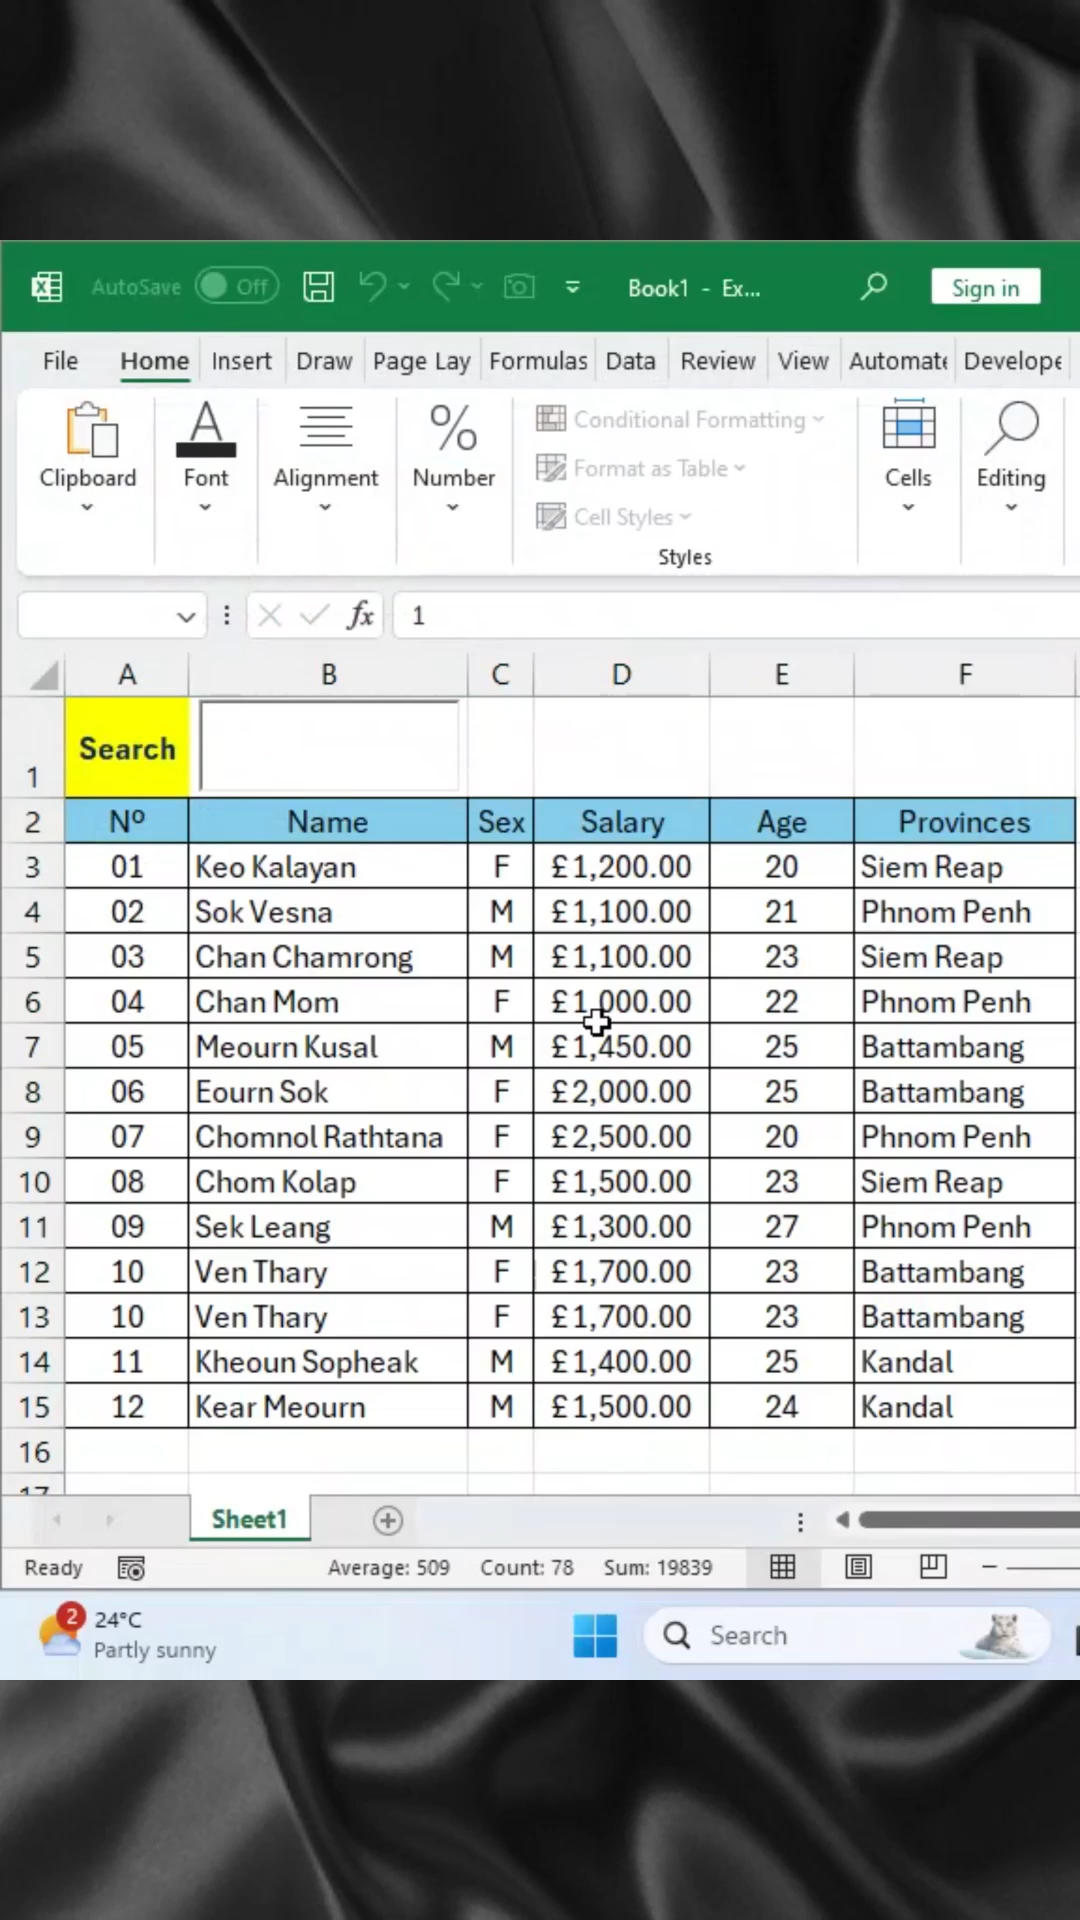 AutoSave Off Book1 - Ex... Sign in
File Home Insert Draw Page Lay Formulas Data Review View Automate Develope
Clipboard Font Alignment Number Conditional Formatting Format as Table Cell Styles Styles Cells Editing
fx 1
A B C D E F
1 Search
2 Nº Name Sex Salary Age Provinces
3 01 Keo Kalayan F £1,200.00 20 Siem Reap
4 02 Sok Vesna M £1,100.00 21 Phnom Penh
5 03 Chan Chamrong M £1,100.00 23 Siem Reap
6 04 Chan Mom F £1,000.00 22 Phnom Penh
7 05 Meourn Kusal M £1,450.00 25 Battambang
8 06 Eourn Sok F £2,000.00 25 Battambang
9 07 Chomnol Rathtana F £2,500.00 20 Phnom Penh
10 08 Chom Kolap F £1,500.00 23 Siem Reap
11 09 Sek Leang M £1,300.00 27 Phnom Penh
12 10 Ven Thary F £1,700.00 23 Battambang
13 10 Ven Thary F £1,700.00 23 Battambang
14 11 Kheoun Sopheak M £1,400.00 25 Kandal
15 12 Kear Meourn M £1,500.00 24 Kandal
16
17
Sheet1
Ready Average: 509 Count: 78 Sum: 19839
2 24°C
Partly sunny
Search